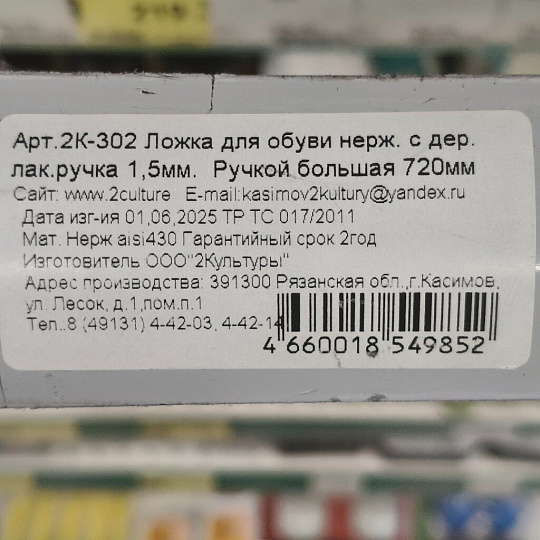 Арт.2К-302 Ложка для обуви нерж. с дер.
лак.ручка 1,5мм. Ручкой большая 720мм
Сайт: www.2culture E-mail:kasimov2kultury@yandex.ru
Дата изг-ия 01,06,2025 ТР ТС 017/2011
Мат. Нерж aisi430 Гарантийный срок 2год
Изготовитель ООО"2Культуры"
Адрес производства: 391300 Рязанская обл.,г.Касимов,
ул. Лесок, д.1,пом.п.1
Тел..8 (49131) 4-42-03, 4-42-14
4 660018 549852